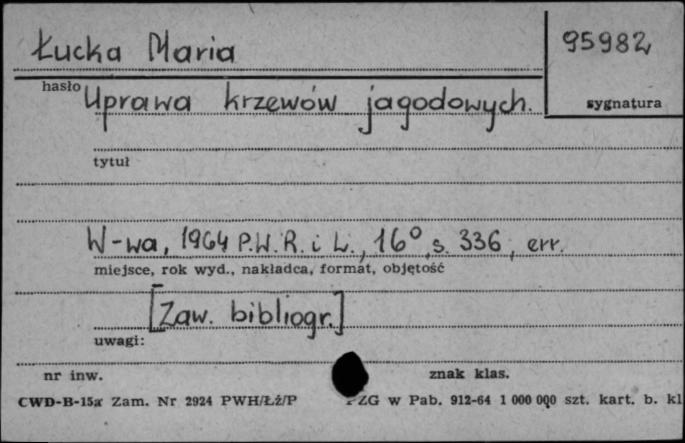 Łucka Maria 95982
hasło
Uprawa krzewów jagodowych. sygnatura
tytuł
W-wa, 1964 P.W.R. i L., 16°, s. 336, err.
miejsce, rok wyd., nakładca, format, objętość
[Zaw. bibliogr.]
uwagi:
nr inw. znak klas.
CWD-B-15a Zam. Nr 2924 PWH/Łź/P PZG w Pab. 912-64 1 000 000 szt. kart. b. kl